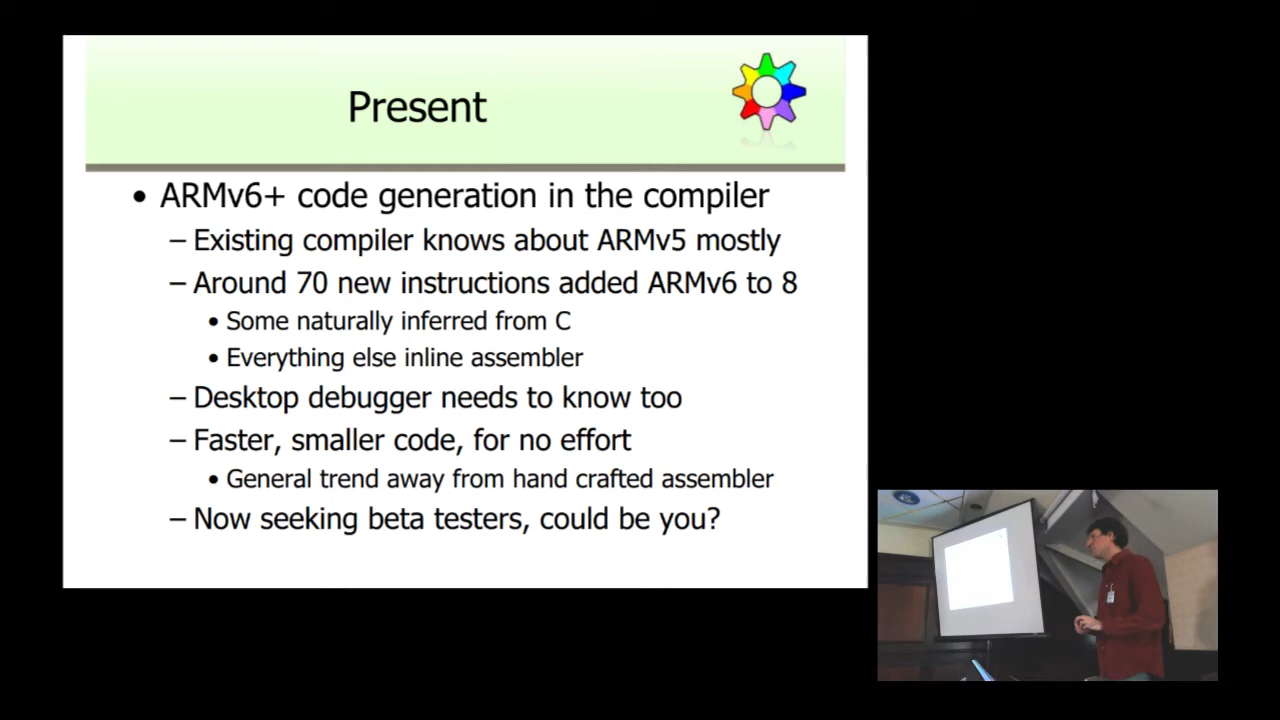 Present
• ARMv6+ code generation in the compiler
– Existing compiler knows about ARMv5 mostly
– Around 70 new instructions added ARMv6 to 8
• Some naturally inferred from C
• Everything else inline assembler
– Desktop debugger needs to know too
– Faster, smaller code, for no effort
• General trend away from hand crafted assembler
– Now seeking beta testers, could be you?